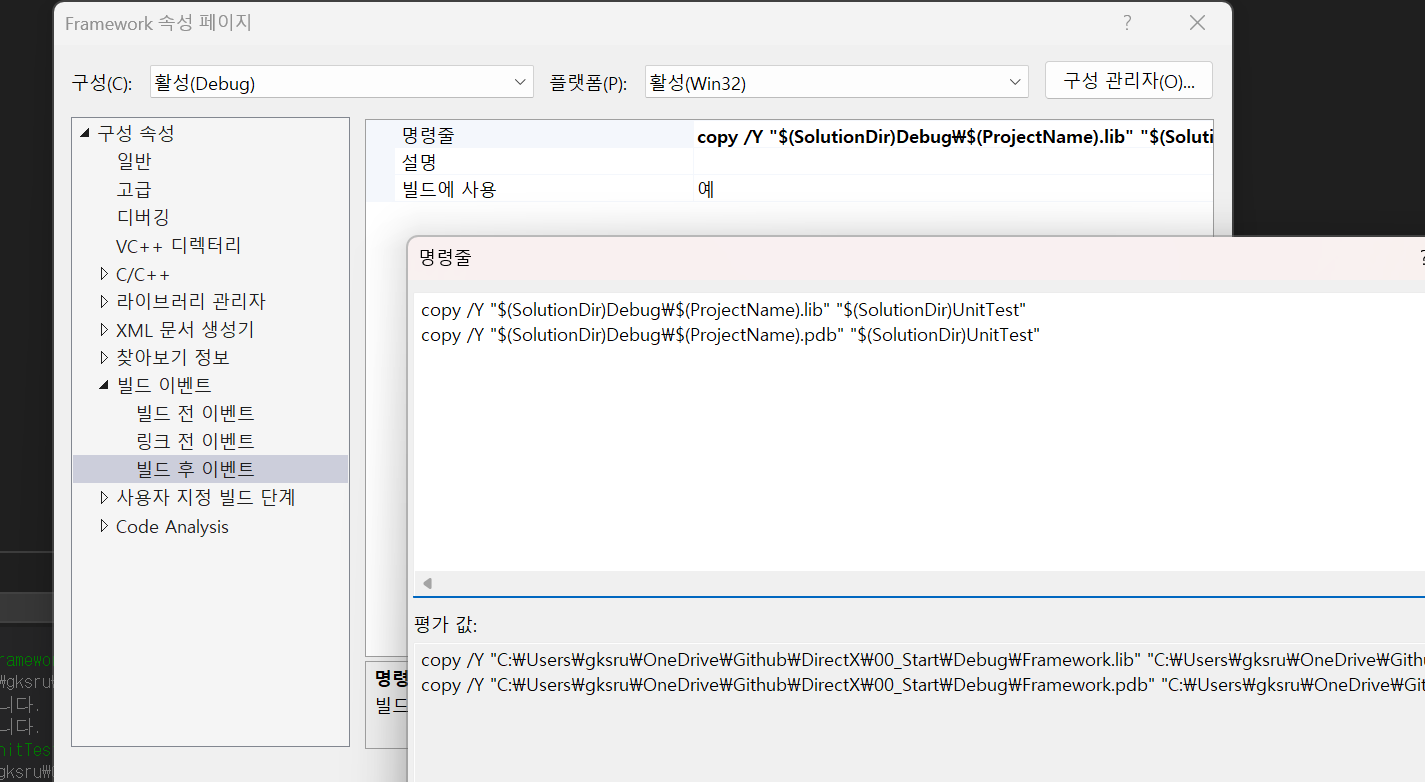 Framework 속성 페이지
?
구성(C):
활성(Debug)
플랫폼(P):
활성(Win32)
구성 관리자(O)...
구성 속성
일반
고급
디버깅
VC++ 디렉터리
C/C++
라이브러리 관리자
XML 문서 생성기
찾아보기 정보
빌드 이벤트
빌드 전 이벤트
링크 전 이벤트
빌드 후 이벤트
사용자 지정 빌드 단계
Code Analysis
명령줄 copy /Y "$(SolutionDir)Debug₩$(ProjectName).lib" "$(Soluti
설명
빌드에 사용 예
명령줄
copy /Y "$(SolutionDir)Debug₩$(ProjectName).lib" "$(SolutionDir)UnitTest"
copy /Y "$(SolutionDir)Debug₩$(ProjectName).pdb" "$(SolutionDir)UnitTest"
평가 값:
copy /Y "C:₩Users₩gksru₩OneDrive₩Github₩DirectX₩00_Start₩Debug₩Framework.lib" "C:₩Users₩gksru₩OneDrive₩Gith
copy /Y "C:₩Users₩gksru₩OneDrive₩Github₩DirectX₩00_Start₩Debug₩Framework.pdb" "C:₩Users₩gksru₩OneDrive₩Git
명령
빌드
₩gksru₩
니다.
니다.
nitTes
gksru₩